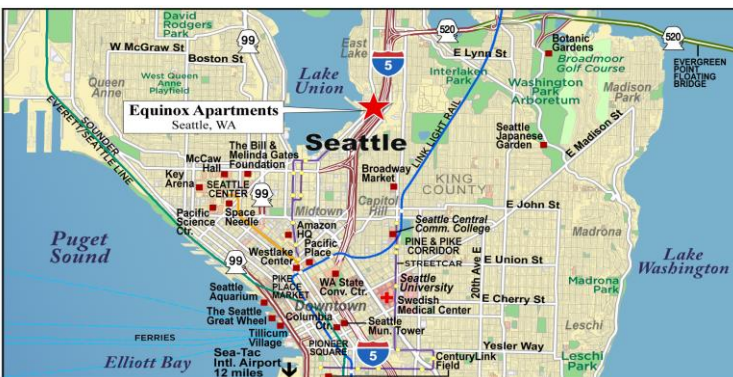 David
Rodgers
Park
99
W McGraw St
Boston St
Queen
Anne
West Queen
Anne
Playfield
Lake
Union
East
Lake
5
520
E Lynn St
Interlaken
Park
Botanic
Gardens
Broadmoor
Golf Course
Washington
Park
Arboretum
520
EVERGREEN
POINT
FLOATING
BRIDGE
Madison
Park
Equinox Apartments
Seattle, WA
Seattle
LINK LIGHT RAIL
Seattle
Japanese
Garden
E Madison St
SOUNDER
EVERETT/SEATTLE LINE
The Bill &
Melinda Gates
Foundation
McCaw
Hall
Key
Arena
SEATTLE
CENTER
99
Pacific
Science
Ctr.
Space
Needle
Midtown
Broadway
Market
Capitol
Hill
KING
COUNTY
E John St
Seattle Central
Comm. College
Madrona
Puget
Sound
Amazon
HQ
Pacific
Place
Westlake
Center
99
PIKE
PLACE
MARKET
WA State
Conv. Ctr.
PINE & PIKE
CORRIDOR
STREETCAR
Seattle
University
20th Ave E
E Union St
Lake
Washington
Madrona
Park
Seattle
Aquarium
The Seattle
Great Wheel
Tillicum
Village
Downtown
Columbia
Ctr.
Seattle
Mun. Tower
Swedish
Medical Center
E Cherry St
Leschi
FERRIES
PIONEER
SQUARE
Yesler Way
Elliott Bay
Sea-Tac
Intl. Airport
12 miles
5
CenturyLink
Field
Leschi
Park